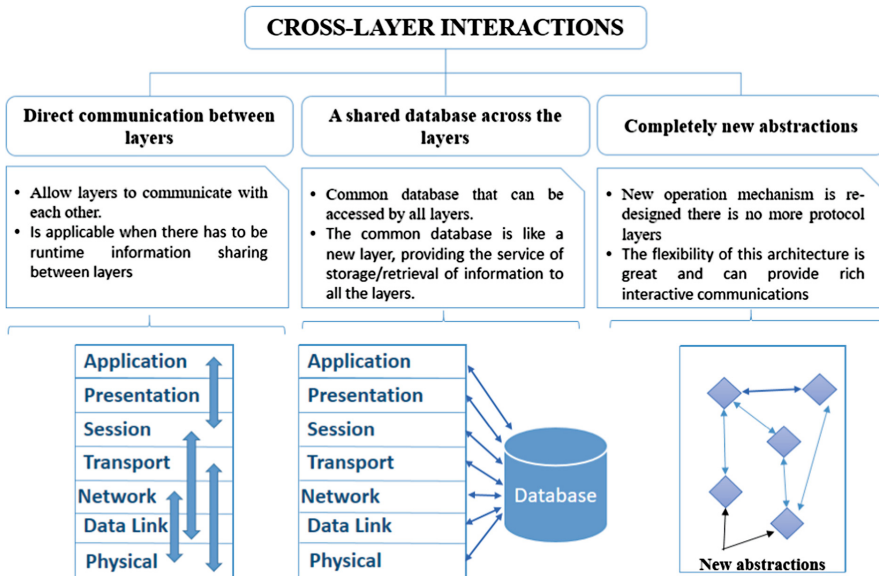 CROSS-LAYER INTERACTIONS
Direct communication between
layers
• Allow layers to communicate with
each other.
• Is applicable when there has to be
runtime information sharing
between layers
A shared database across the
layers
• Common database that can be
accessed by all layers.
• The common database is like a
new layer, providing the service of
storage/retrieval of information to
all the layers.
Completely new abstractions
• New operation mechanism is re-
designed there is no more protocol
layers
• The flexibility of this architecture is
great and can provide rich
interactive communications
Application
Presentation
Session
Transport
Network
Data Link
Physical
Application
Presentation
Session
Transport
Network
Data Link
Physical
Database
New abstractions